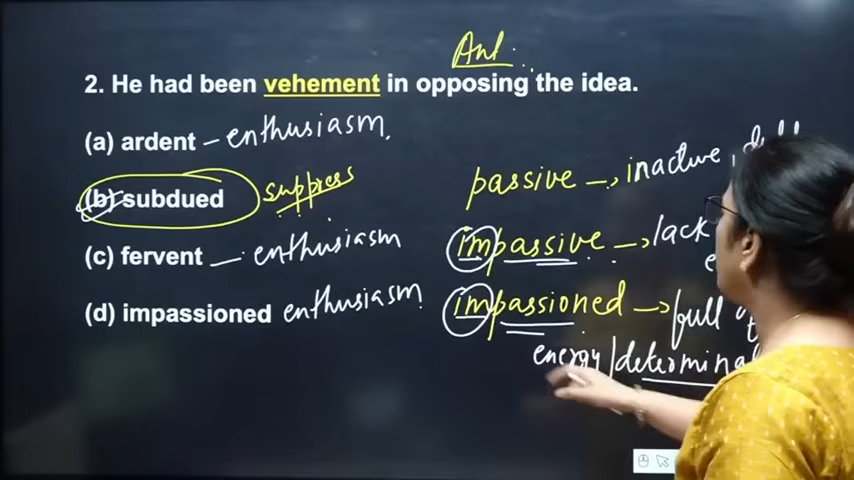 Ant.
2. He had been vehement in opposing the idea.
(a) ardent – enthusiasm.
(b) subdued suppress
(c) fervent – enthusiasm
(d) impassioned enthusiasm
passive → inactive,
impassive → lack
impassioned → full
energy/